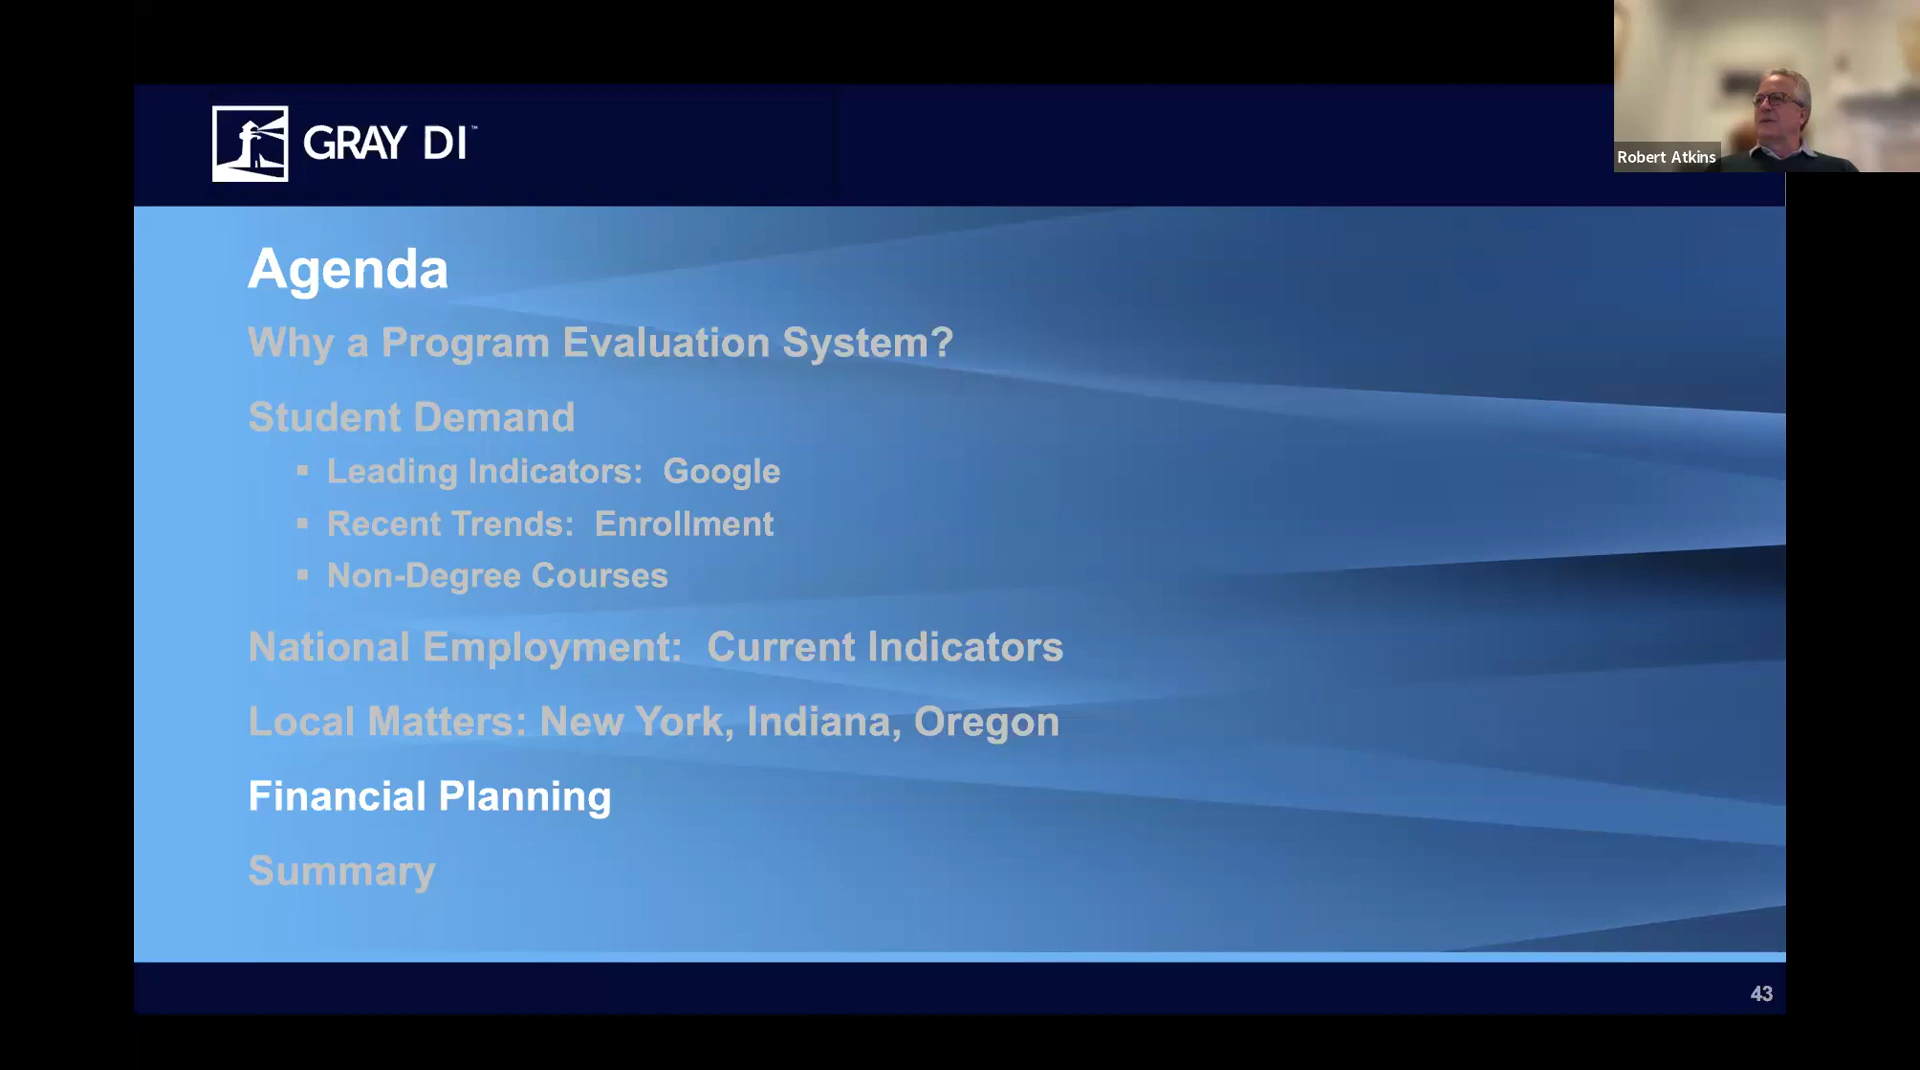 GRAY DI™
Robert Atkins
Agenda
Why a Program Evaluation System?
Student Demand
▪ Leading Indicators:  Google
▪ Recent Trends:  Enrollment
▪ Non-Degree Courses
National Employment:  Current Indicators
Local Matters: New York, Indiana, Oregon
Financial Planning
Summary
43